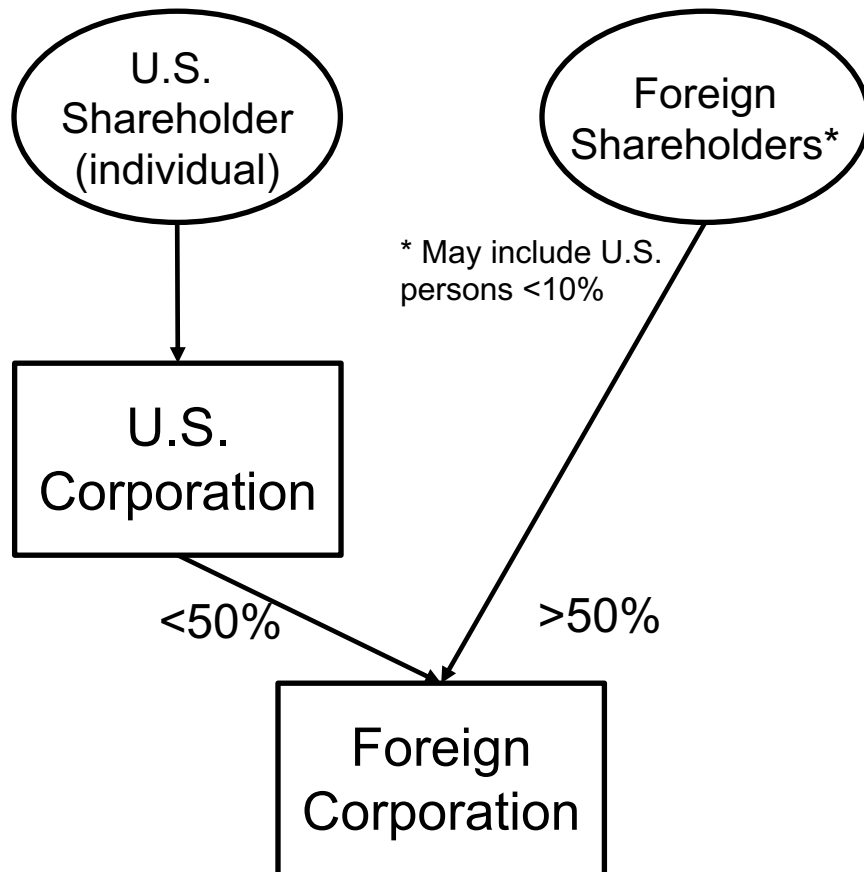 U.S.
Shareholder
(individual)
Foreign
Shareholders*
* May include U.S.
persons <10%
U.S.
Corporation
<50%
>50%
Foreign
Corporation